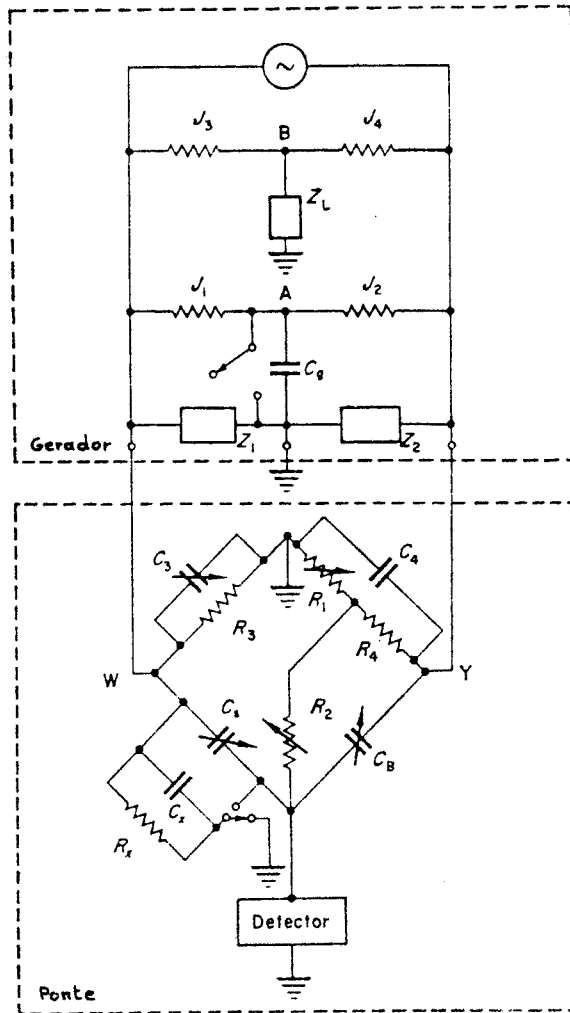 ~
J3 B J4
ZL
J1 A J2
Cg
Z1 Z2
Gerador
C3 C4
R3 R1 R4
W Y
Cs R2 CB
Cx
Rx
Detector
Ponte